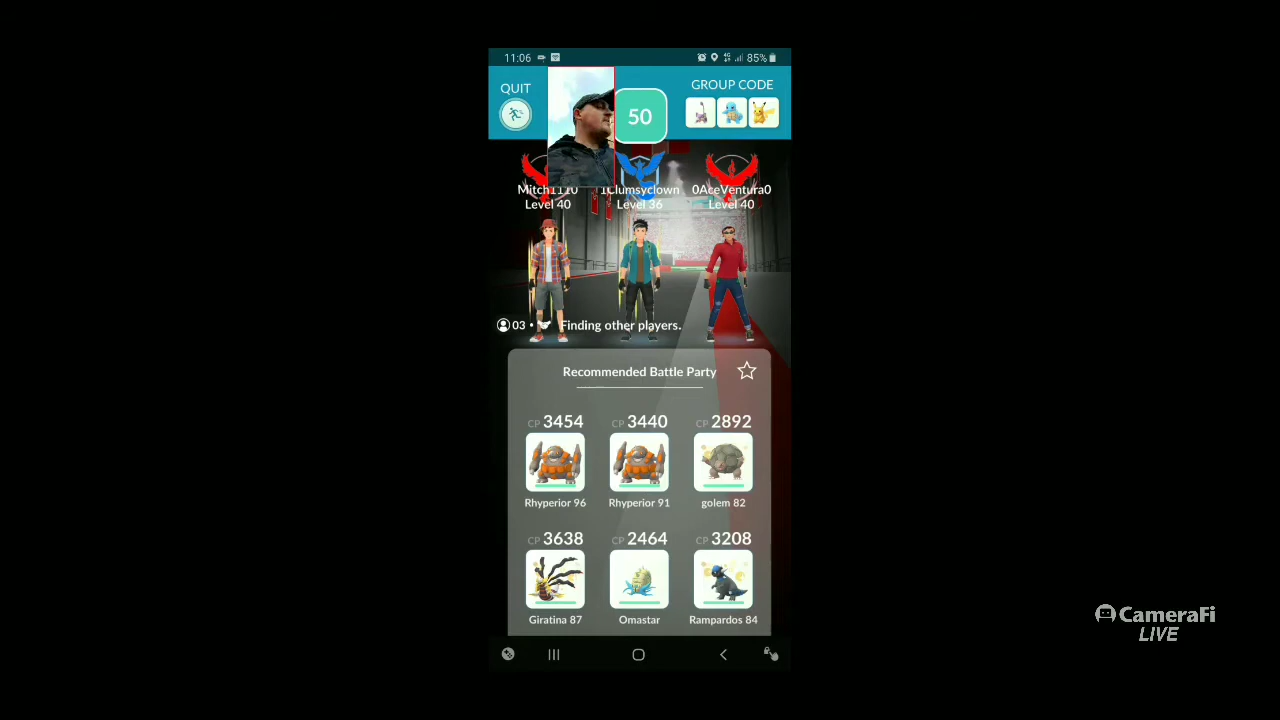 11:06
85%
QUIT
50
GROUP CODE
Mitch1110
1Clumsyclown
0AceVentura0
Level 40
Level 36
Level 40
03 • Finding other players.
Recommended Battle Party
CP 3454
CP 3440
CP 2892
Rhyperior 96
Rhyperior 91
golem 82
CP 3638
CP 2464
CP 3208
Giratina 87
Omastar
Rampardos 84
CameraFi
LIVE